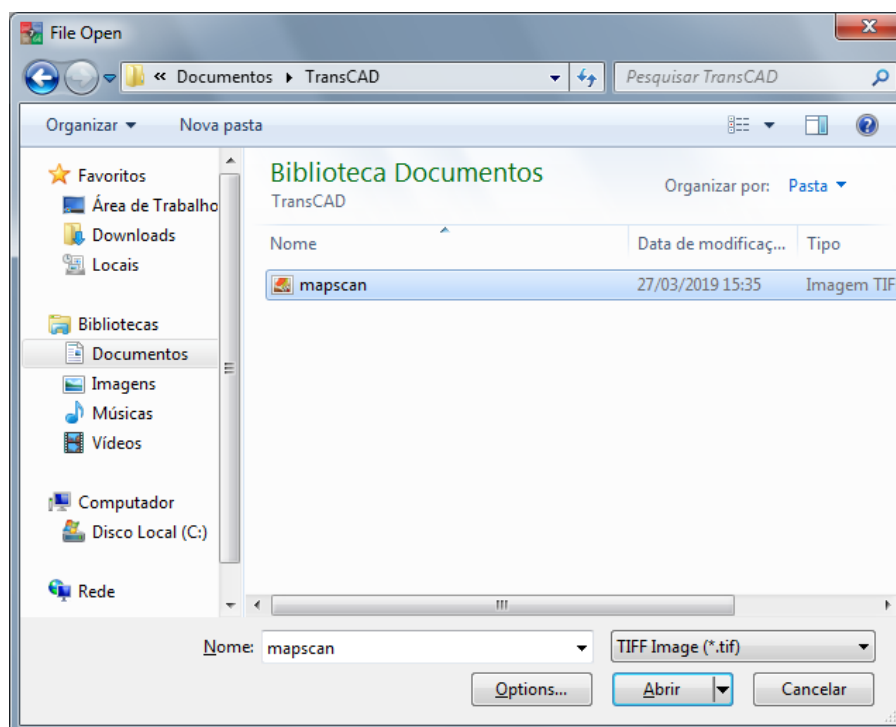 File Open
« Documentos TransCAD
Pesquisar TransCAD
Organizar Nova pasta
Favoritos
Área de Trabalho
Downloads
Locais
Bibliotecas
Documentos
Imagens
Músicas
Vídeos
Computador
Disco Local (C:)
Rede
Biblioteca Documentos
TransCAD
Organizar por: Pasta
Nome Data de modificaç... Tipo
mapscan 27/03/2019 15:35 Imagem TIF
Nome: mapscan TIFF Image (*.tif)
Options... Abrir Cancelar